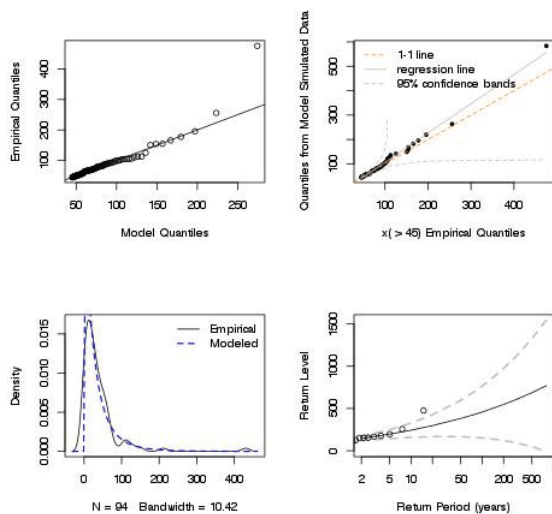 Empirical Quantiles
400
300
200
100
50
100
150
200
250
Model Quantiles
Quantiles from Model Simulated Data
500
300
100
1-1 line
regression line
95% confidence bands
100
200
300
400
x( > 45) Empirical Quantiles
Density
0.015
0.010
0.005
0.000
Empirical
Modeled
0
100
200
300
400
N = 94 Bandwidth = 10.42
Return Level
1500
500
0
2
5
10
50
200
500
Return Period (years)